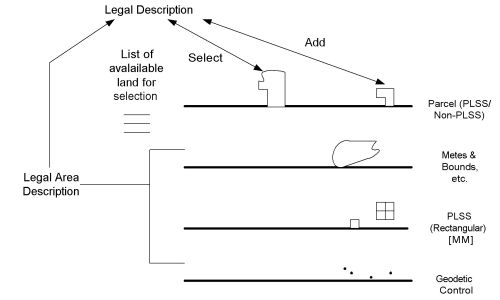 Legal Description
Add
Select
List of
avalailable
land for
selection
Parcel (PLSS/
Non-PLSS)
Metes &
Bounds,
etc.
Legal Area
Description
PLSS
(Rectangular)
[MM]
Geodetic
Control